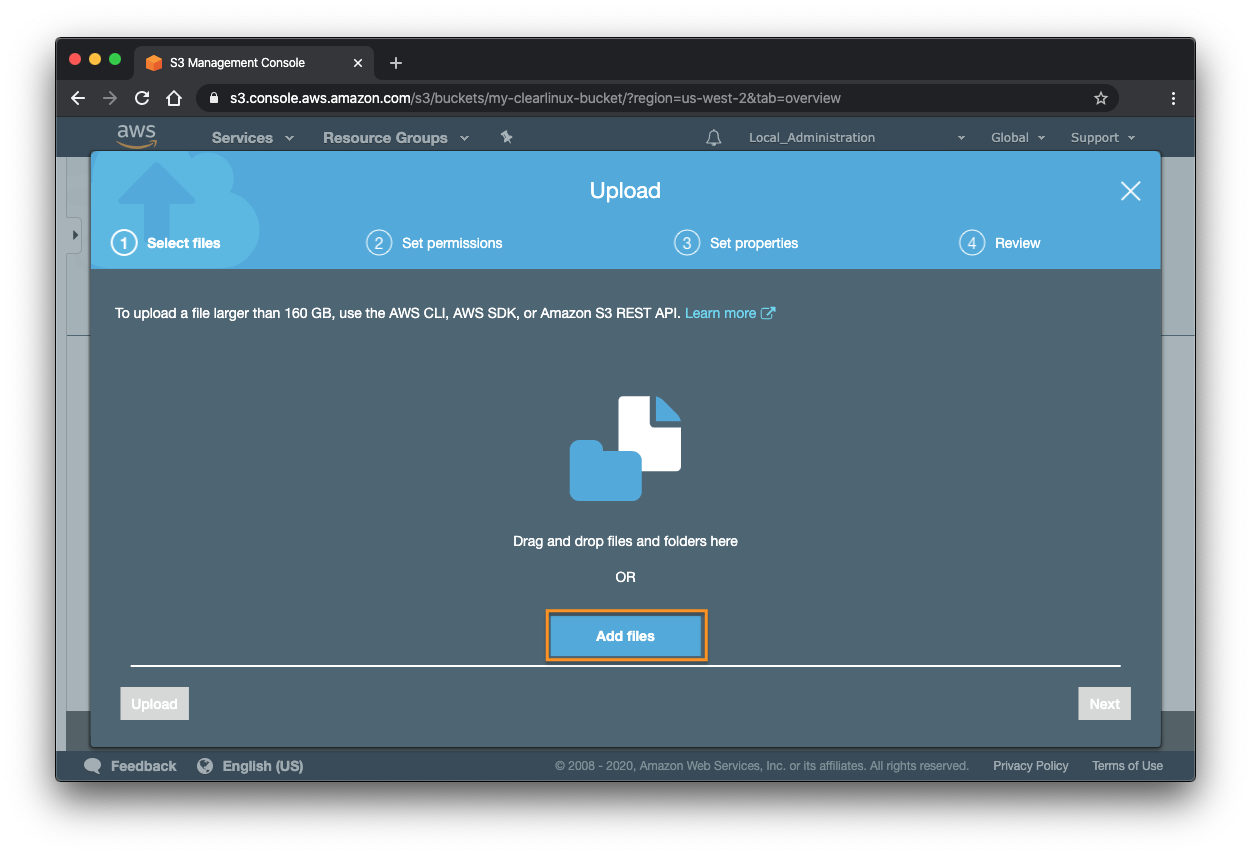 S3 Management Console
s3.console.aws.amazon.com/s3/buckets/my-clearlinux-bucket/?region=us-west-2&tab=overview
aws Services Resource Groups Local_Administration Global Support
Upload
1 Select files 2 Set permissions 3 Set properties 4 Review
To upload a file larger than 160 GB, use the AWS CLI, AWS SDK, or Amazon S3 REST API. Learn more
Drag and drop files and folders here
OR
Add files
Upload Next
Feedback English (US) © 2008 - 2020, Amazon Web Services, Inc. or its affiliates. All rights reserved. Privacy Policy Terms of Use